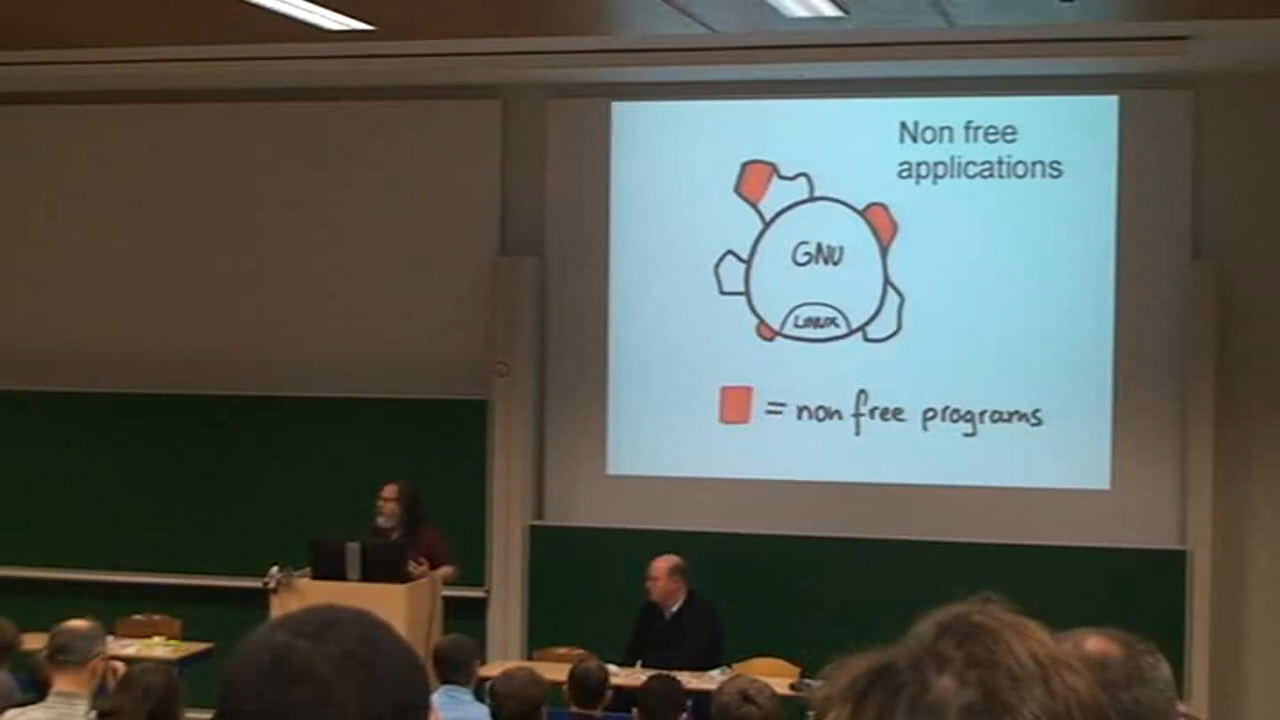 Non free
applications
GNU
LINUX
= non free programs